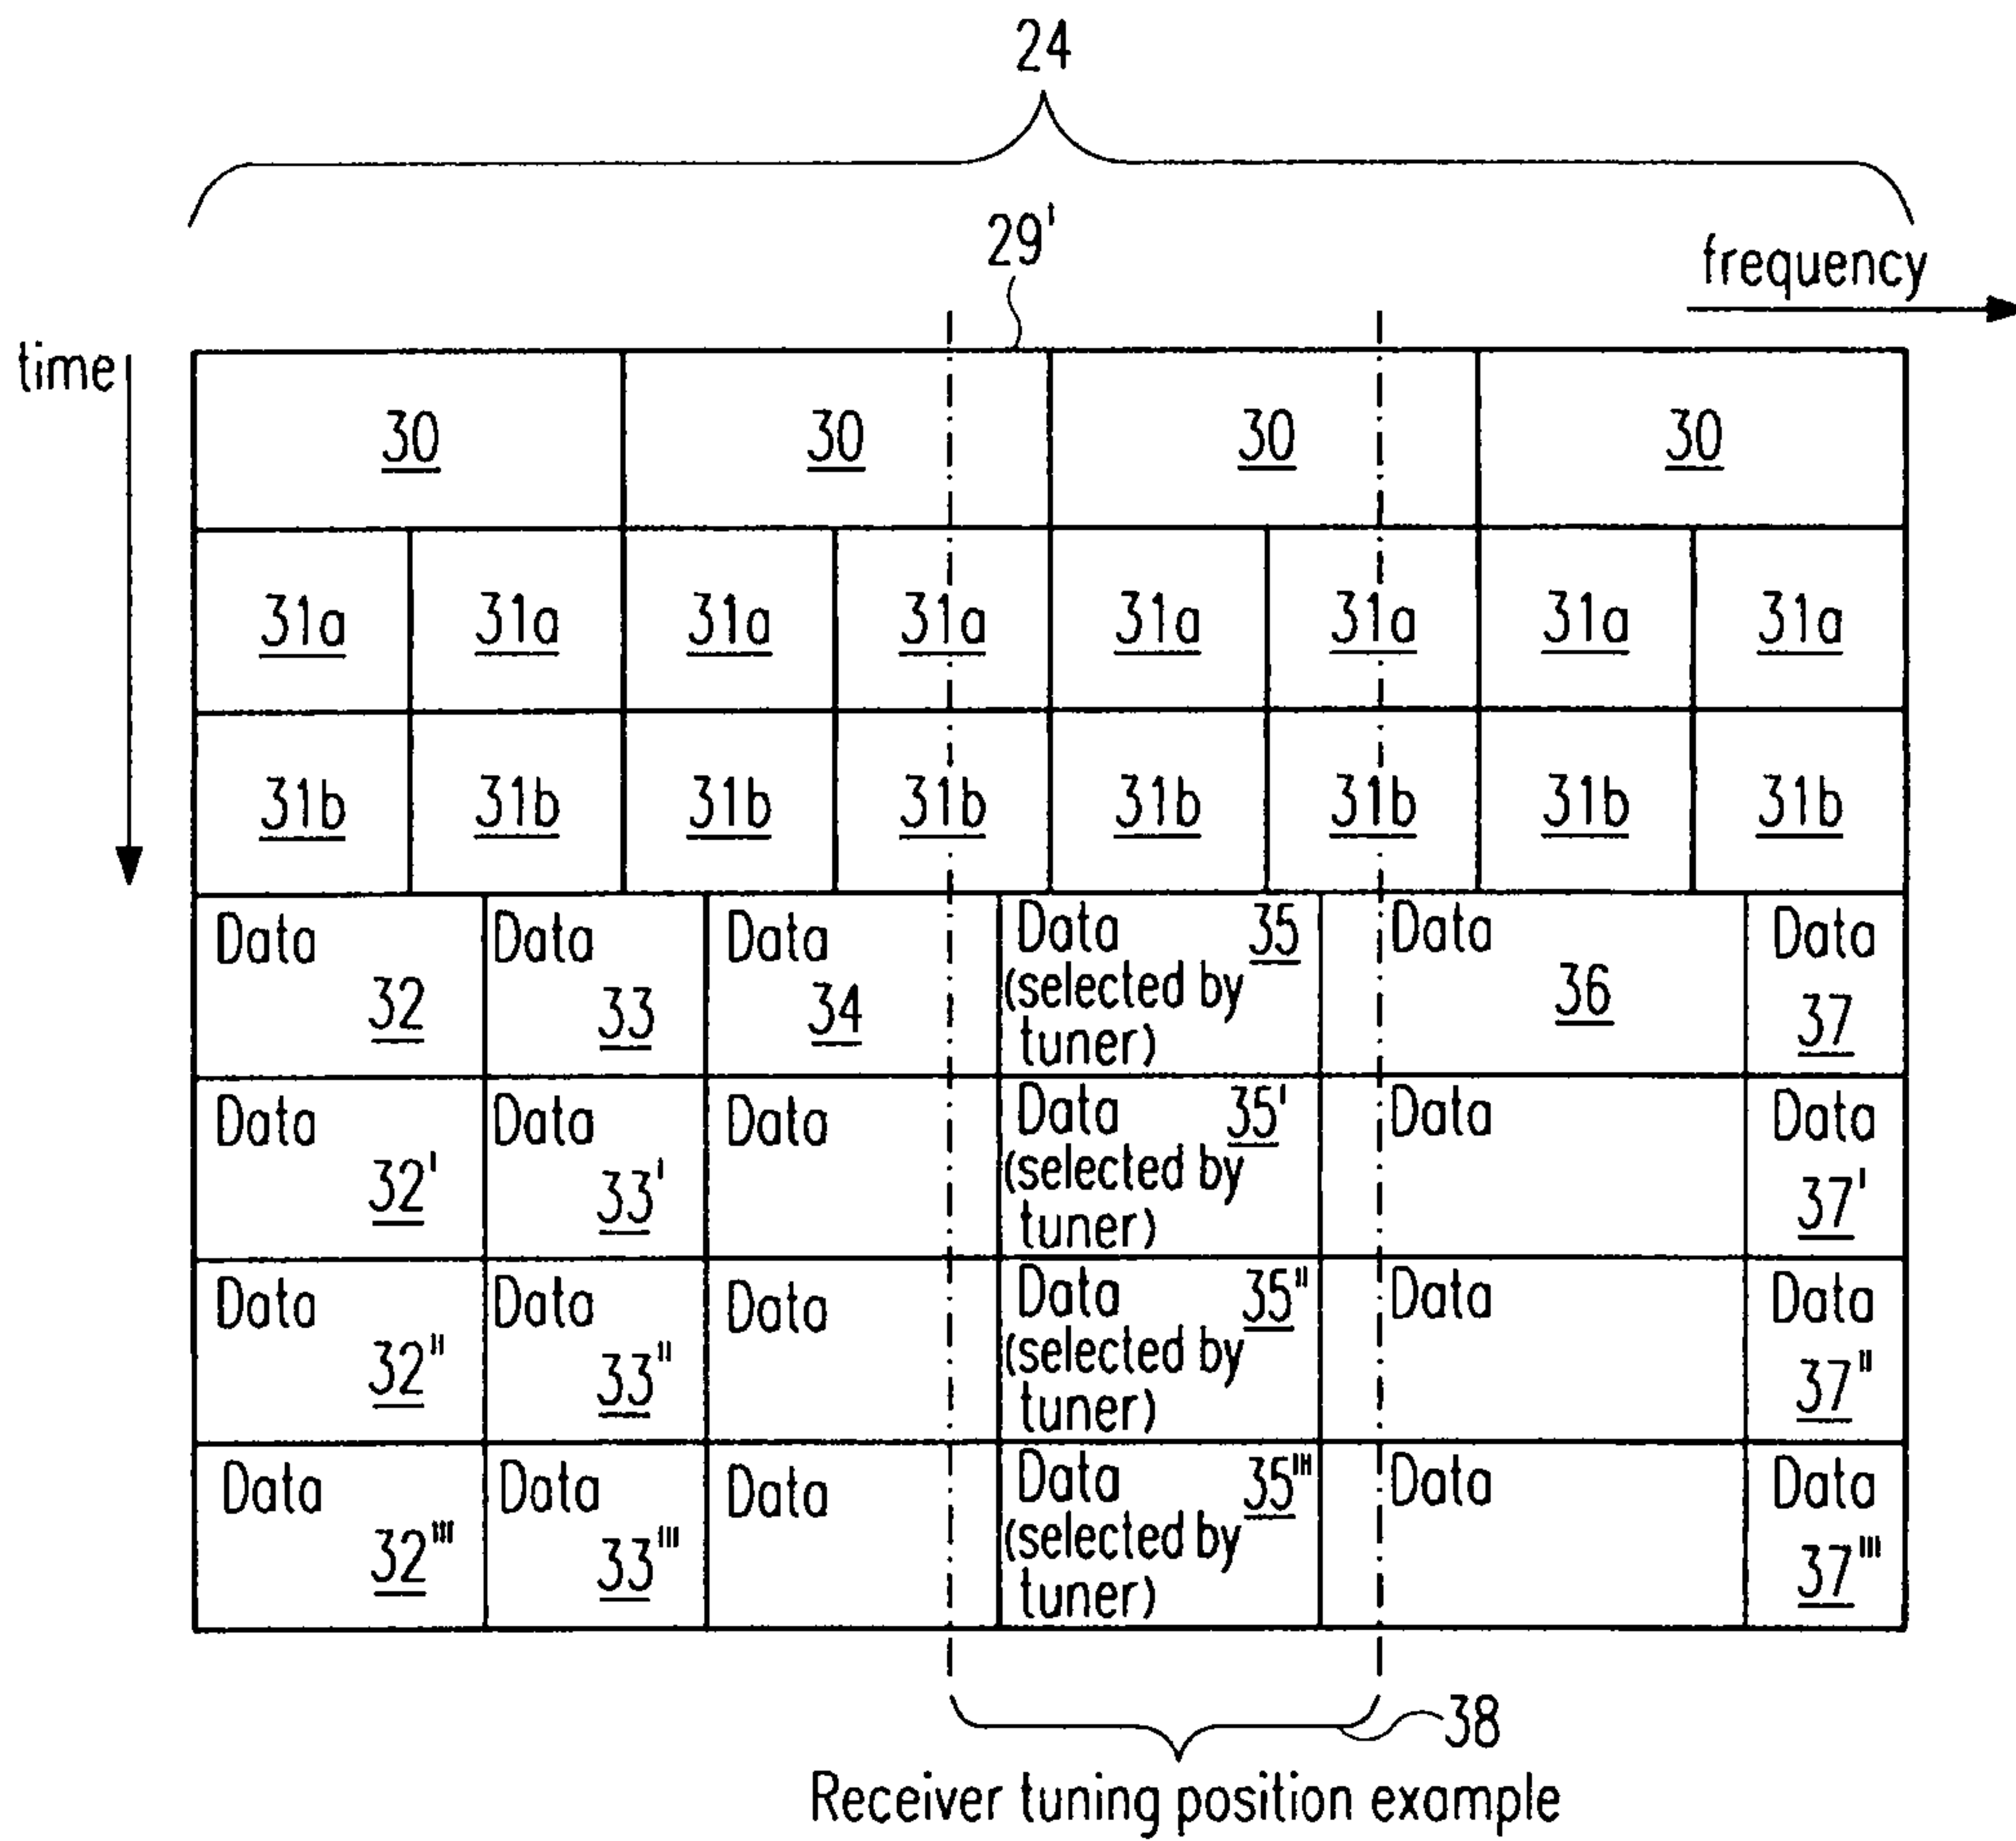 24
29'
frequency
time
30 30 30 30
31a 31a 31a 31a 31a 31a 31a 31a
31b 31b 31b 31b 31b 31b 31b 31b
Data 32 Data 33 Data 34 Data 35 (selected by tuner) Data 36 Data 37
Data 32' Data 33' Data Data 35' (selected by tuner) Data Data 37'
Data 32'' Data 33'' Data Data 35'' (selected by tuner) Data Data 37''
Data 32''' Data 33''' Data Data 35''' (selected by tuner) Data Data 37'''
38
Receiver tuning position example